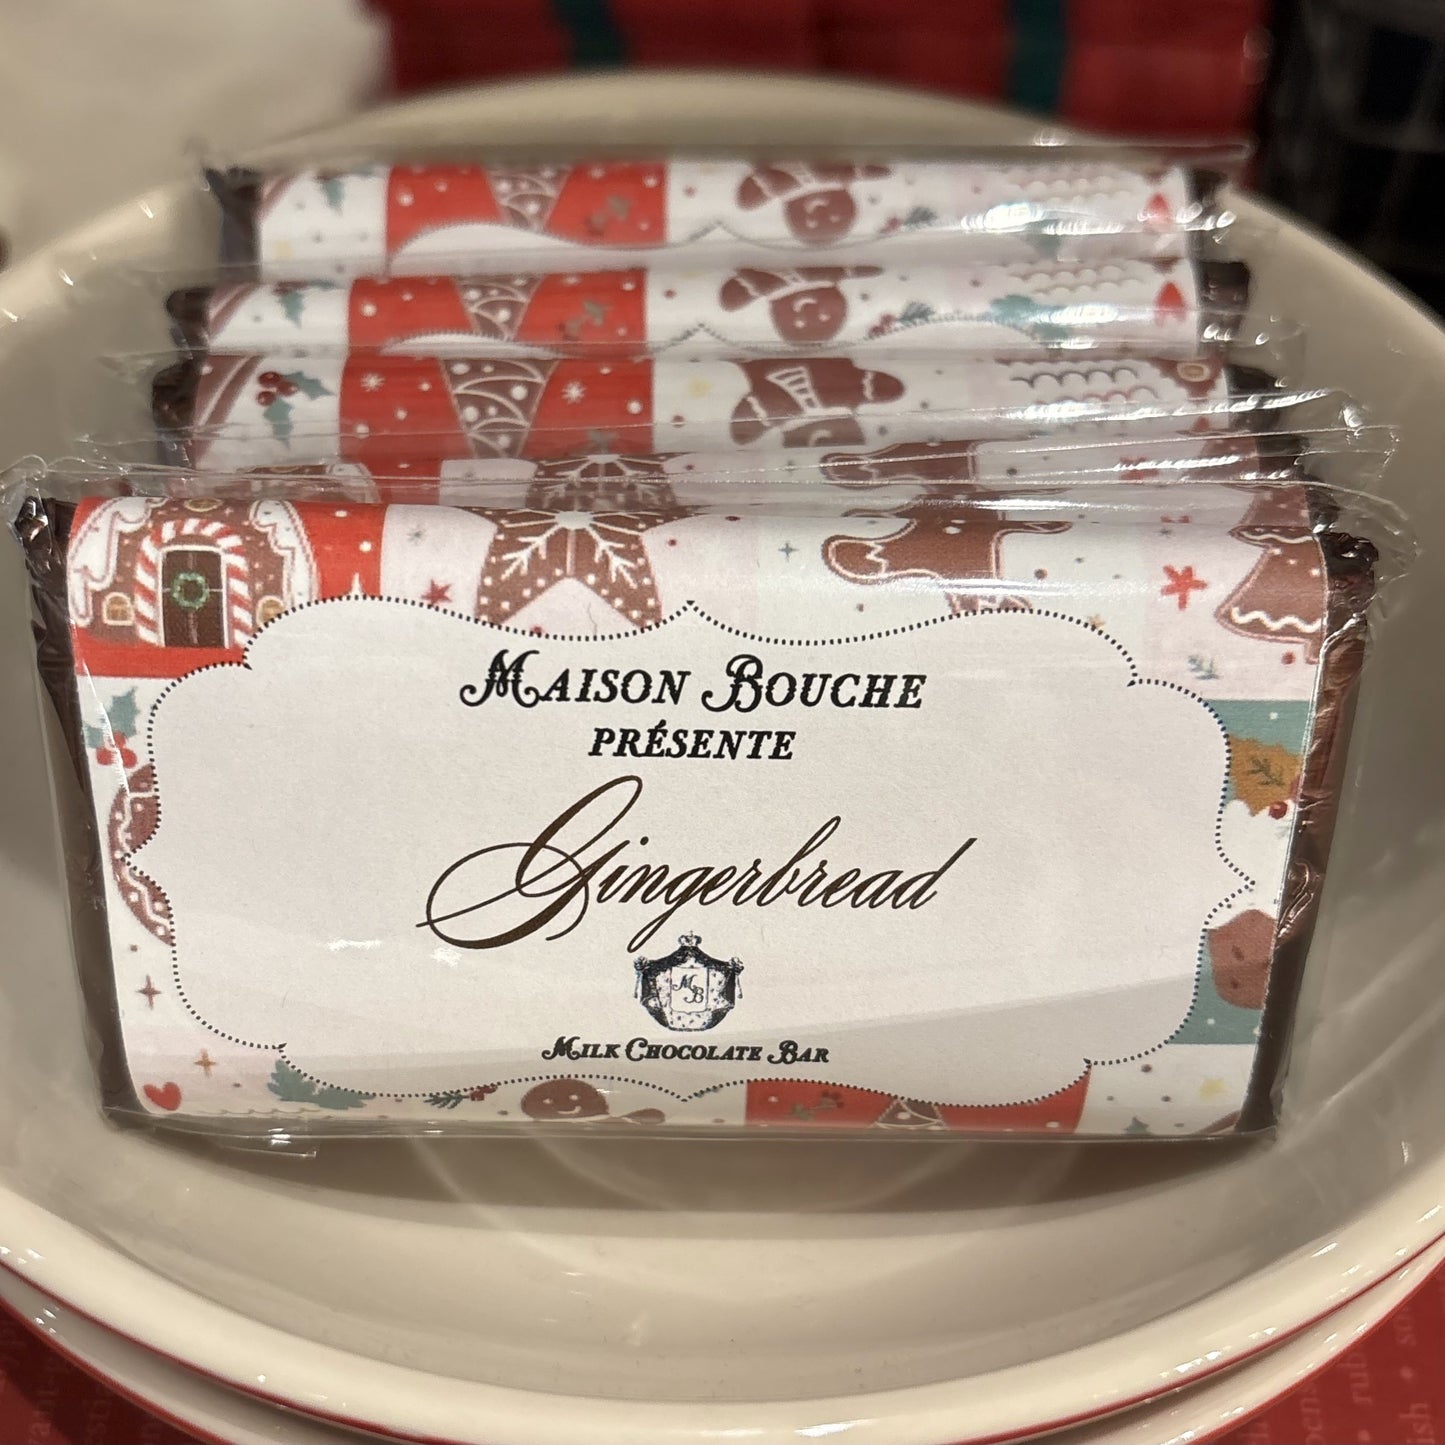 Maison Bouche
présente
Gingerbread
MB
Milk Chocolate Bar